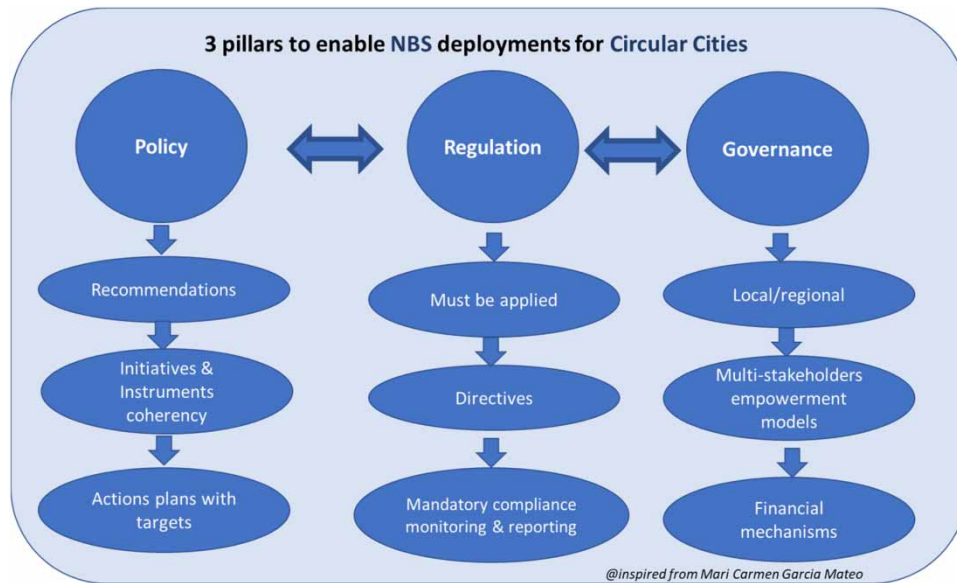 3 pillars to enable NBS deployments for Circular Cities
Policy
Regulation
Governance
Recommendations
Must be applied
Local/regional
Initiatives &
Instruments
coherency
Directives
Multi-stakeholders
empowerment
models
Actions plans with
targets
Mandatory compliance
monitoring & reporting
Financial
mechanisms
@inspired from Mari Carmen Garcia Mateo